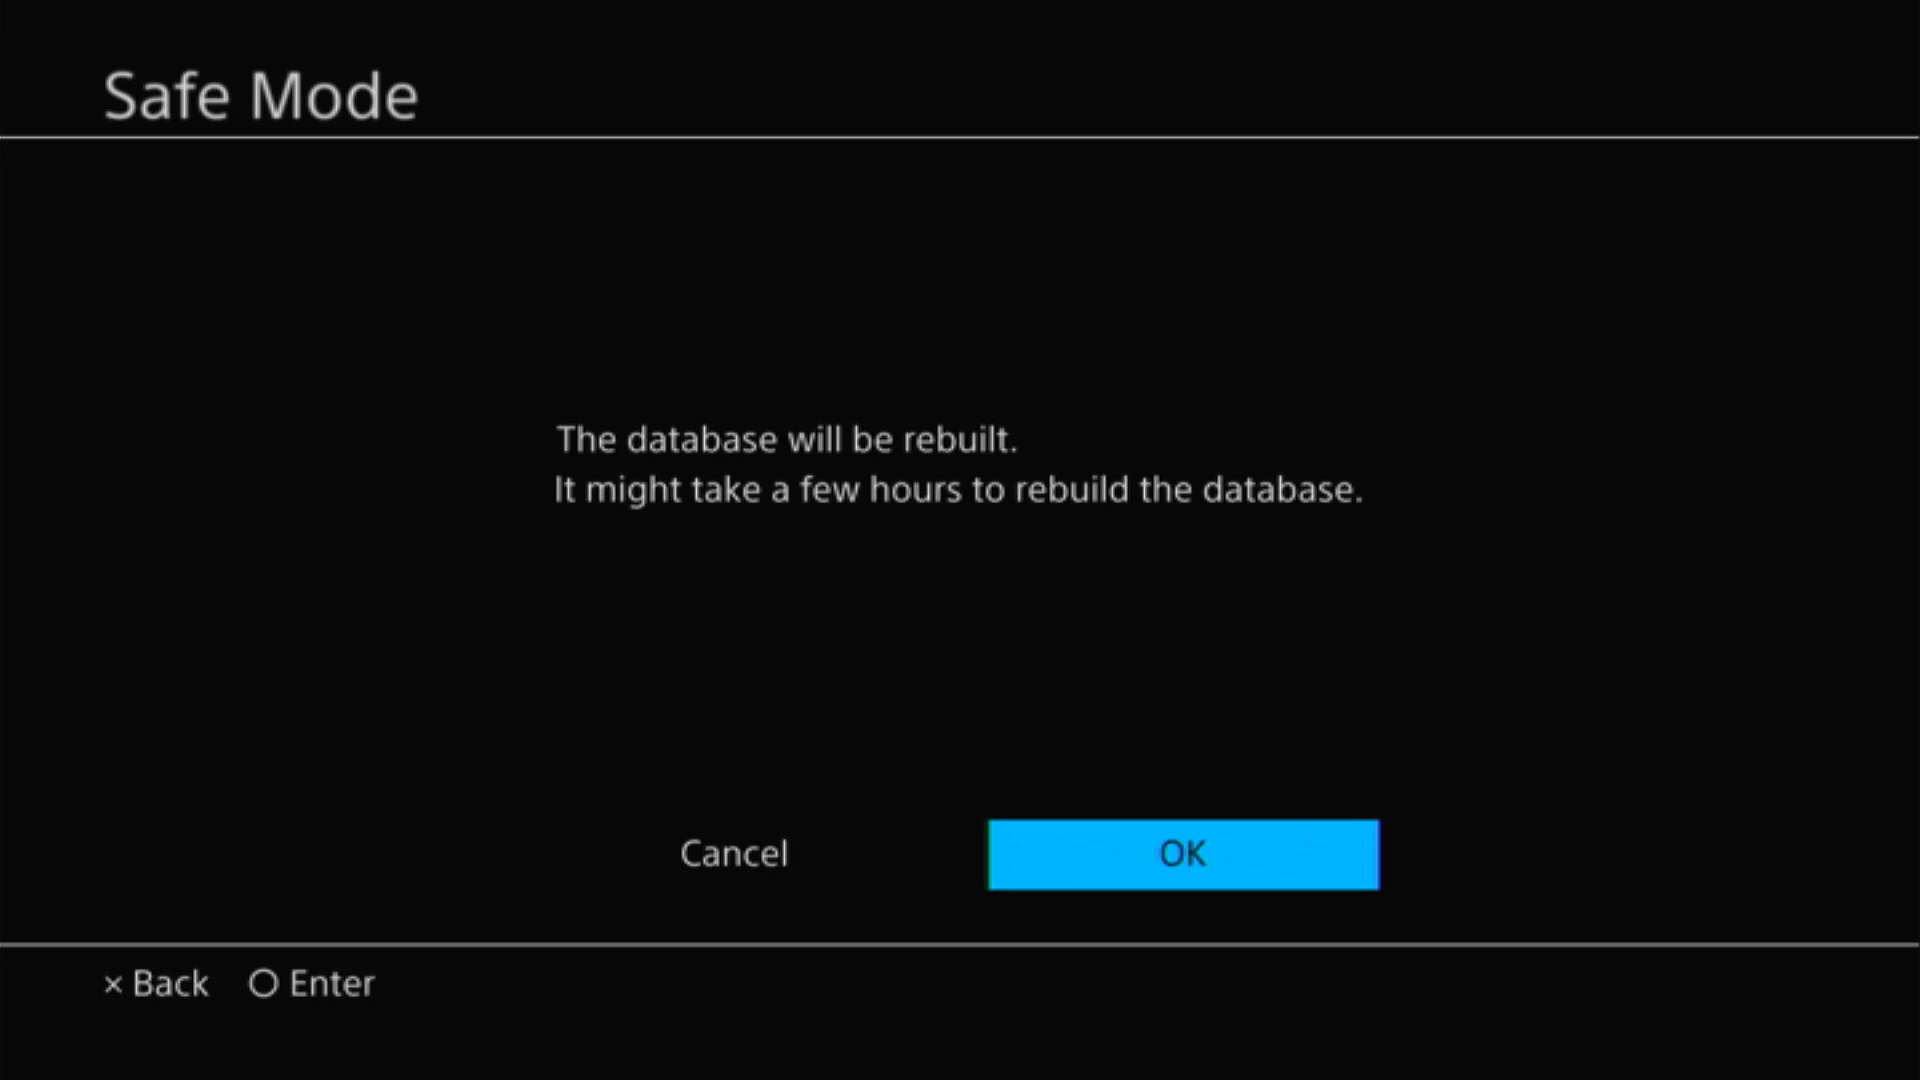 Safe Mode
The database will be rebuilt.
It might take a few hours to rebuild the database.
Cancel
OK
× Back ○ Enter